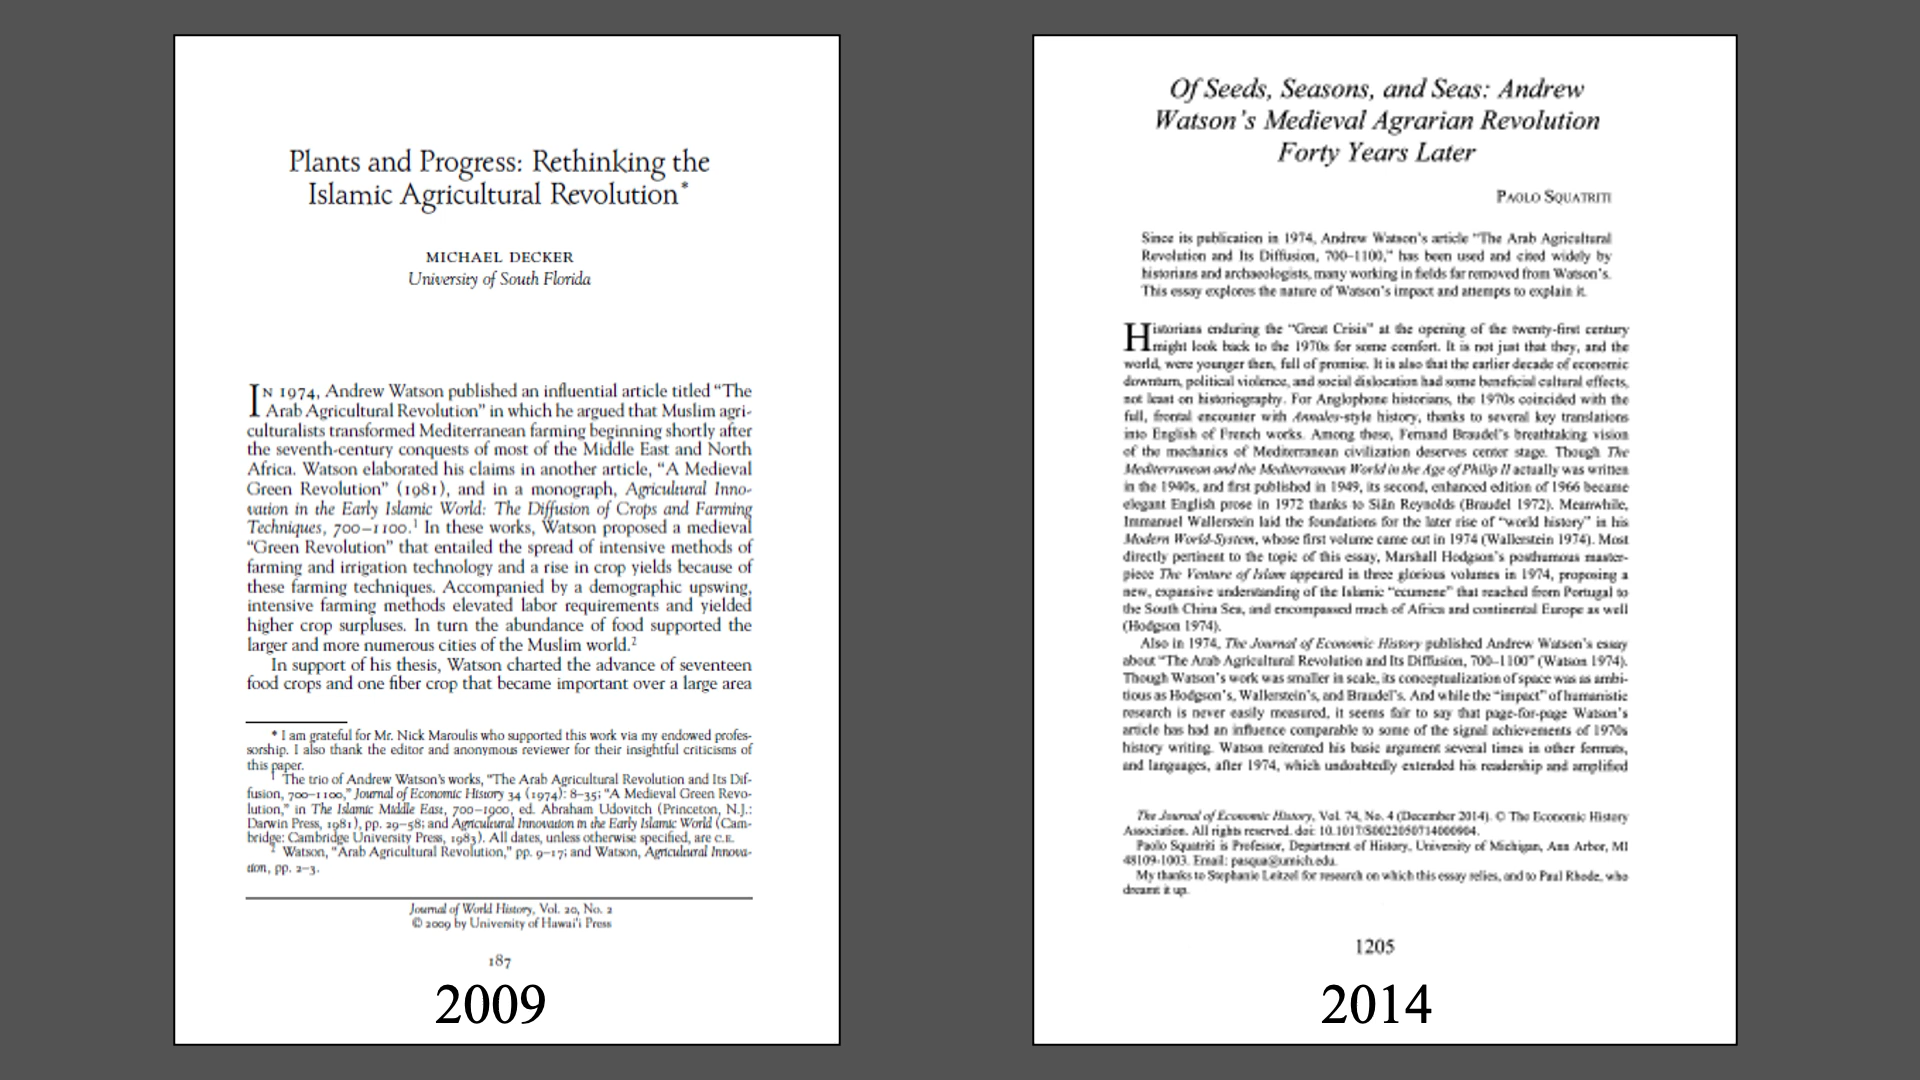 Plants and Progress: Rethinking the
Islamic Agricultural Revolution*
MICHAEL DECKER
University of South Florida
IN 1974, Andrew Watson published an influential article titled “The
Arab Agricultural Revolution” in which he argued that Muslim agri-
culturalists transformed Mediterranean farming beginning shortly after
the seventh-century conquests of most of the Middle East and North
Africa. Watson elaborated his claims in another article, “A Medieval
Green Revolution” (1981), and in a monograph, Agricultural Inno-
vation in the Early Islamic World: The Diffusion of Crops and Farming
Techniques, 700–1100.1 In these works, Watson proposed a medieval
“Green Revolution” that entailed the spread of intensive methods of
farming and irrigation technology and a rise in crop yields because of
these farming techniques. Accompanied by a demographic upswing,
intensive farming methods elevated labor requirements and yielded
higher crop surpluses. In turn the abundance of food supported the
larger and more numerous cities of the Muslim world.2
In support of his thesis, Watson charted the advance of seventeen
food crops and one fiber crop that became important over a large area
* I am grateful for Mr. Nick Maroulis who supported this work via my endowed profes-
sorship. I also thank the editor and anonymous reviewer for their insightful criticisms of
this paper.
1 The trio of Andrew Watson’s works, “The Arab Agricultural Revolution and Its Dif-
fusion, 700–1100,” Journal of Economic History 34 (1974): 8–35; “A Medieval Green Revo-
lution,” in The Islamic Middle East, 700–1900, ed. Abraham Udovitch (Princeton, N.J.:
Darwin Press, 1981), pp. 29–58; and Agricultural Innovation in the Early Islamic World (Cam-
bridge: Cambridge University Press, 1983). All dates, unless otherwise specified, are C.E.
2 Watson, “Arab Agricultural Revolution,” pp. 9–17; and Watson, Agricultural Innova-
tion, pp. 2–3.
Journal of World History, Vol. 20, No. 2
© 2009 by University of Hawai‘i Press
187
2009
Of Seeds, Seasons, and Seas: Andrew
Watson’s Medieval Agrarian Revolution
Forty Years Later
PAOLO SQUATRITI
Since its publication in 1974, Andrew Watson’s article “The Arab Agricultural
Revolution and Its Diffusion, 700–1100,” has been used and cited widely by
historians and archaeologists, many working in fields far removed from Watson’s.
This essay explores the nature of Watson’s impact and attempts to explain it.
Historians enduring the “Great Crisis” at the opening of the twenty-first century
might look back to the 1970s for some comfort. It is not just that they, and the
world, were younger then, full of promise. It is also that the earlier decade of economic
downturn, political violence, and social dislocation had some beneficial cultural effects,
not least on historiography. For Anglophone historians, the 1970s coincided with the
full, frontal encounter with Annales-style history, thanks to several key translations
into English of French works. Among these, Fernand Braudel’s breathtaking vision
of the mechanics of Mediterranean civilization deserves center stage. Though The
Mediterranean and the Mediterranean World in the Age of Philip II actually was written
in the 1940s, and first published in 1949, its second, enhanced edition of 1966 became
elegant English prose in 1972 thanks to Siân Reynolds (Braudel 1972). Meanwhile,
Immanuel Wallerstein laid the foundations for the later rise of “world history” in his
Modern World-System, whose first volume came out in 1974 (Wallerstein 1974). Most
directly pertinent to the topic of this essay, Marshall Hodgson’s posthumous master-
piece The Venture of Islam appeared in three glorious volumes in 1974, proposing a
new, expansive understanding of the Islamic “ecumene” that reached from Portugal to
the South China Sea, and encompassed much of Africa and continental Europe as well
(Hodgson 1974).
Also in 1974, The Journal of Economic History published Andrew Watson’s essay
about “The Arab Agricultural Revolution and Its Diffusion, 700–1100” (Watson 1974).
Though Watson’s work was smaller in scale, its conceptualization of space was as ambi-
tious as Hodgson’s, Wallerstein’s, and Braudel’s. And while the “impact” of humanistic
research is never easily measured, it seems fair to say that page-for-page Watson’s
article has had an influence comparable to some of the signal achievements of 1970s
history writing. Watson reiterated his basic argument several times in other formats,
and languages, after 1974, which undoubtedly extended his readership and amplified
The Journal of Economic History, Vol. 74, No. 4 (December 2014). © The Economic History
Association. All rights reserved. doi: 10.1017/S0022050714000904.
Paolo Squatriti is Professor, Department of History, University of Michigan, Ann Arbor, MI
48109-1003. Email: pasqua@umich.edu.
My thanks to Stephanie Leitzel for research on which this essay relies, and to Paul Rhode, who
dreamt it up.
1205
2014